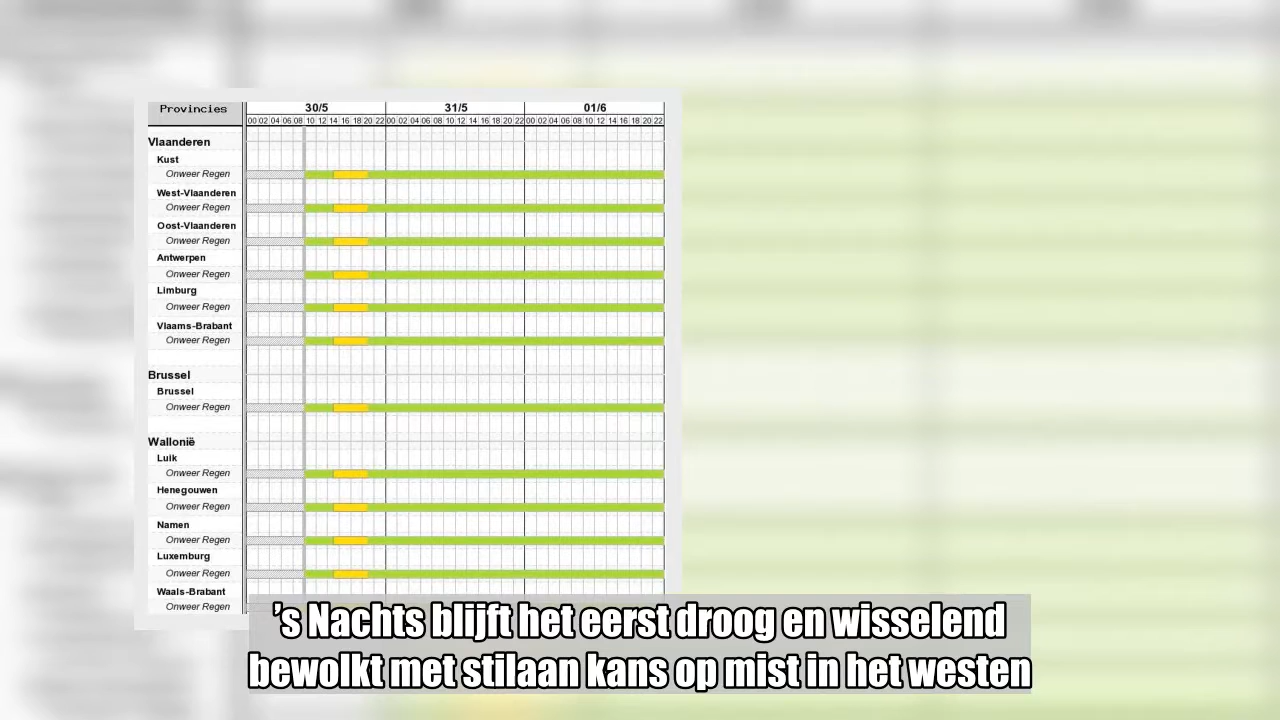 Provincies 30/5 31/5 01/6
00 02 04 06 08 10 12 14 16 18 20 22 00 02 04 06 08 10 12 14 16 18 20 22 00 02 04 06 08 10 12 14 16 18 20 22
Vlaanderen
Kust
Onweer Regen
West-Vlaanderen
Onweer Regen
Oost-Vlaanderen
Onweer Regen
Antwerpen
Onweer Regen
Limburg
Onweer Regen
Vlaams-Brabant
Onweer Regen
Brussel
Brussel
Onweer Regen
Wallonië
Luik
Onweer Regen
Henegouwen
Onweer Regen
Namen
Onweer Regen
Luxemburg
Onweer Regen
Waals-Brabant
Onweer Regen
’s Nachts blijft het eerst droog en wisselend
bewolkt met stilaan kans op mist in het westen